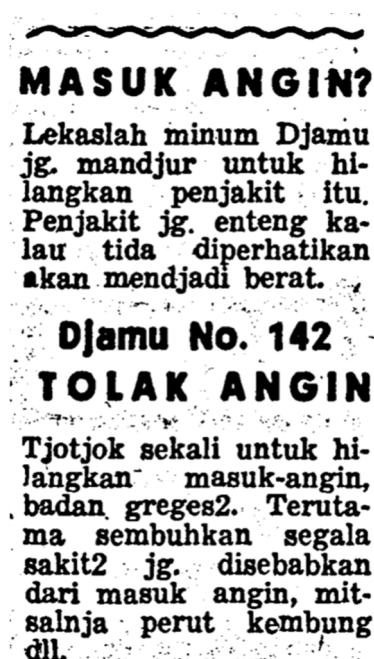 MASUK ANGIN?
Lekaslah minum Djamu
jg. mandjur untuk hi-
langkan penjakit itu.
Penjakit jg. enteng ka-
lau tida diperhatikan
akan mendjadi berat.
Djamu No. 142
TOLAK ANGIN
Tjotjok sekali untuk hi-
langkan masuk-angin,
badan greges2. Teruta-
ma sembuhkan segala
sakit2 jg. disebabkan
dari masuk angin, mit-
salnja perut kembung
dll.